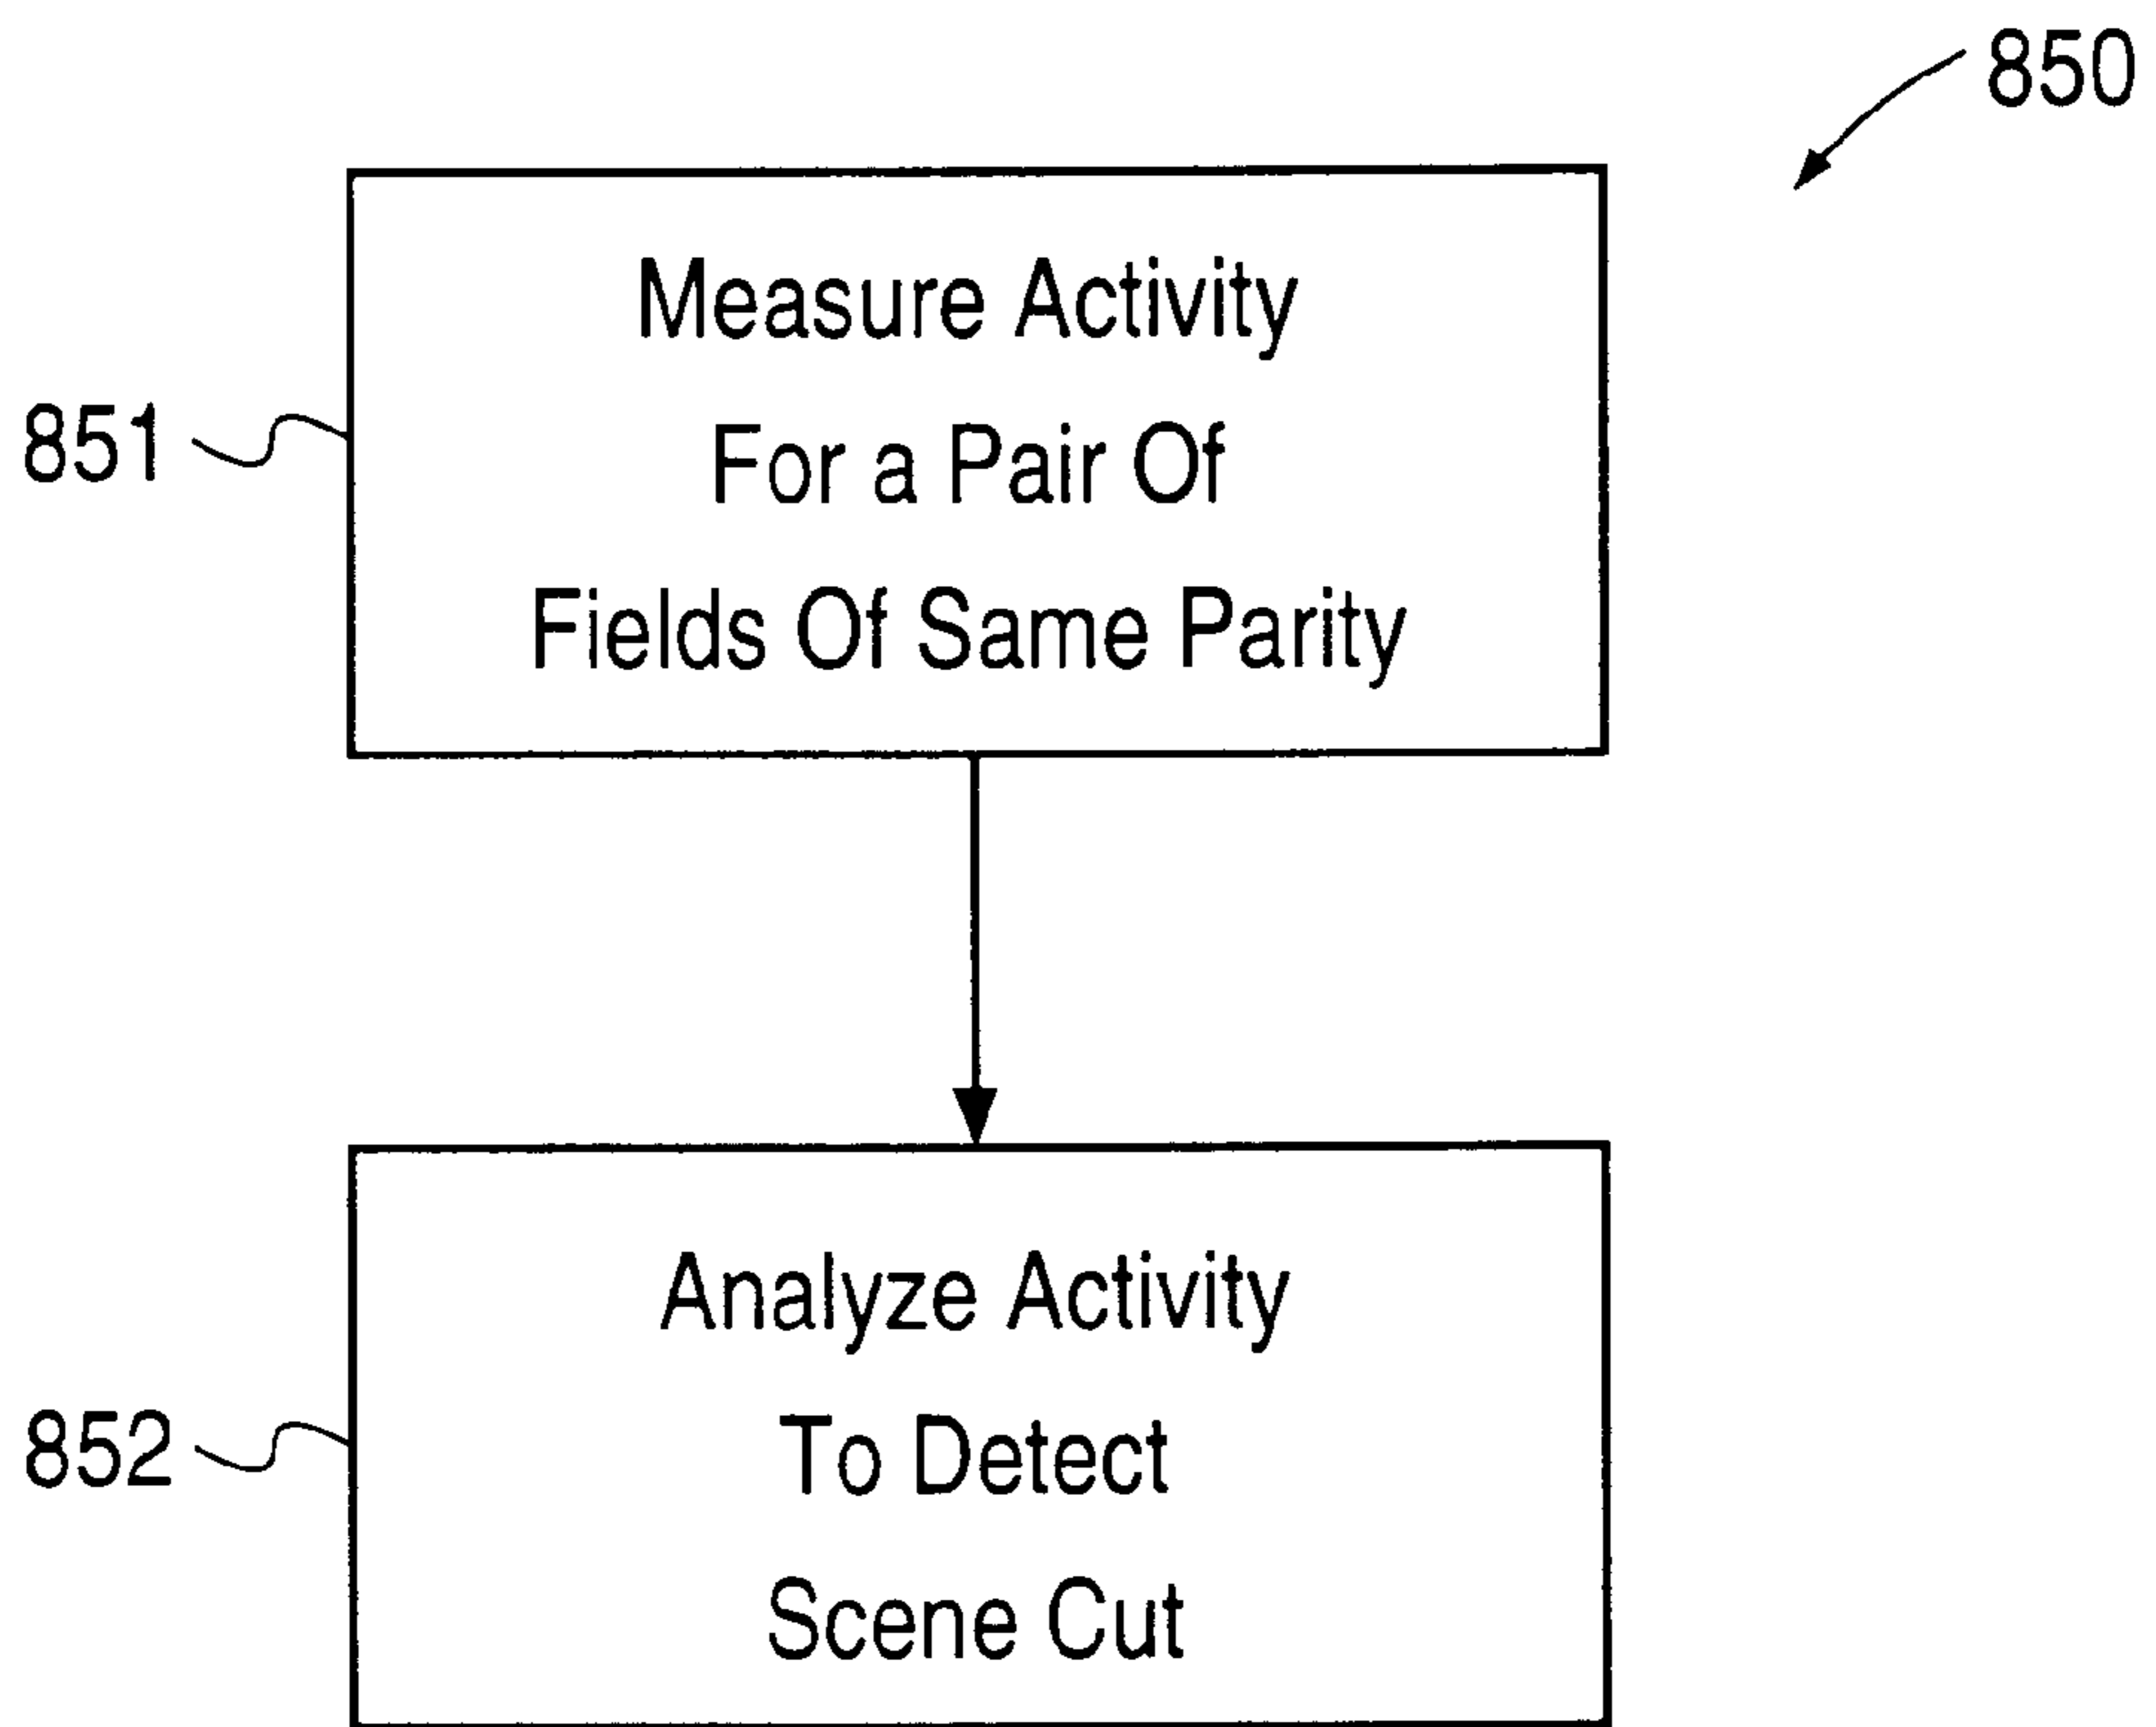 850
Measure Activity
For a Pair Of
Fields Of Same Parity
851
Analyze Activity
To Detect
Scene Cut
852